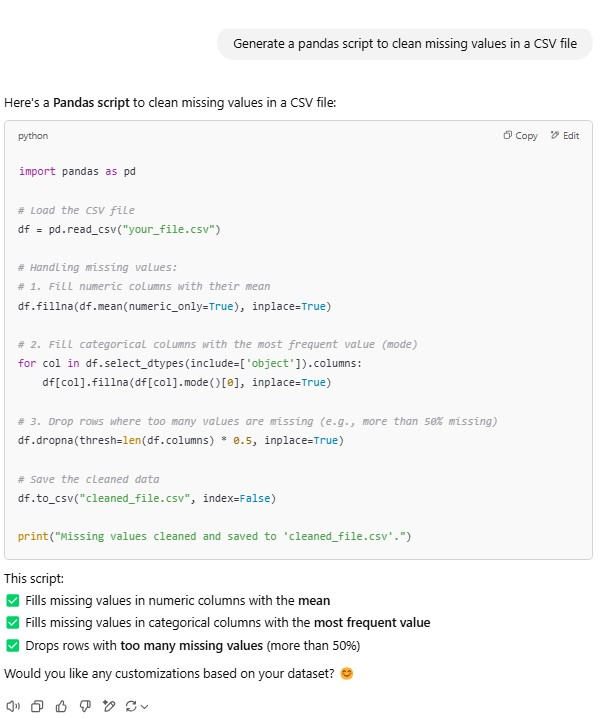 Generate a pandas script to clean missing values in a CSV file
Here's a Pandas script to clean missing values in a CSV file:
python
Copy
Edit
import pandas as pd
# Load the CSV file
df = pd.read_csv("your_file.csv")
# Handling missing values:
# 1. Fill numeric columns with their mean
df.fillna(df.mean(numeric_only=True), inplace=True)
# 2. Fill categorical columns with the most frequent value (mode)
for col in df.select_dtypes(include=['object']).columns:
    df[col].fillna(df[col].mode()[0], inplace=True)
# 3. Drop rows where too many values are missing (e.g., more than 50% missing)
df.dropna(thresh=len(df.columns) * 0.5, inplace=True)
# Save the cleaned data
df.to_csv("cleaned_file.csv", index=False)
print("Missing values cleaned and saved to 'cleaned_file.csv'.")
This script:
✅ Fills missing values in numeric columns with the mean
✅ Fills missing values in categorical columns with the most frequent value
✅ Drops rows with too many missing values (more than 50%)
Would you like any customizations based on your dataset? 😊